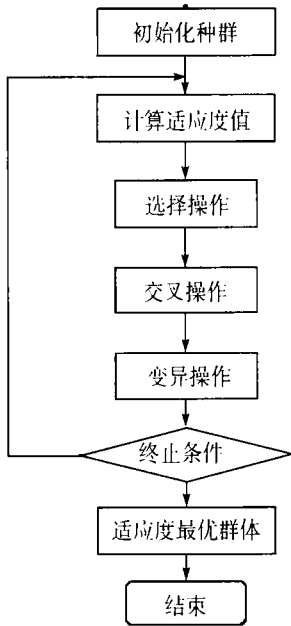 初始化种群
计算适应度值
选择操作
交叉操作
变异操作
终止条件
适应度最优群体
结束